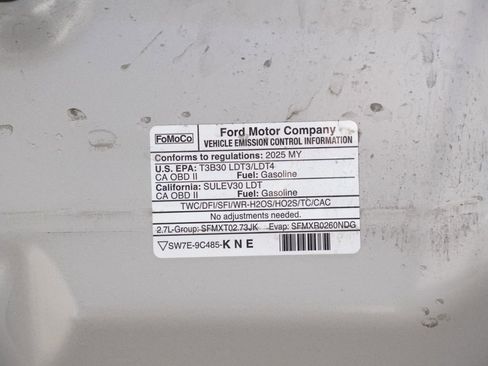 FoMoCo
Ford Motor Company
VEHICLE EMISSION CONTROL INFORMATION
Conforms to regulations: 2025 MY
U.S. EPA: T3B30 LDT3/LDT4
CA OBD II Fuel: Gasoline
California: SULEV30 LDT
CA OBD II Fuel: Gasoline
TWC/DFI/SFI/WR-H2OS/HO2S/TC/CAC
No adjustments needed.
2.7L-Group: SFMXT02.73JK Evap: SFMXR0260NDG
SW7E-9C485-KNE